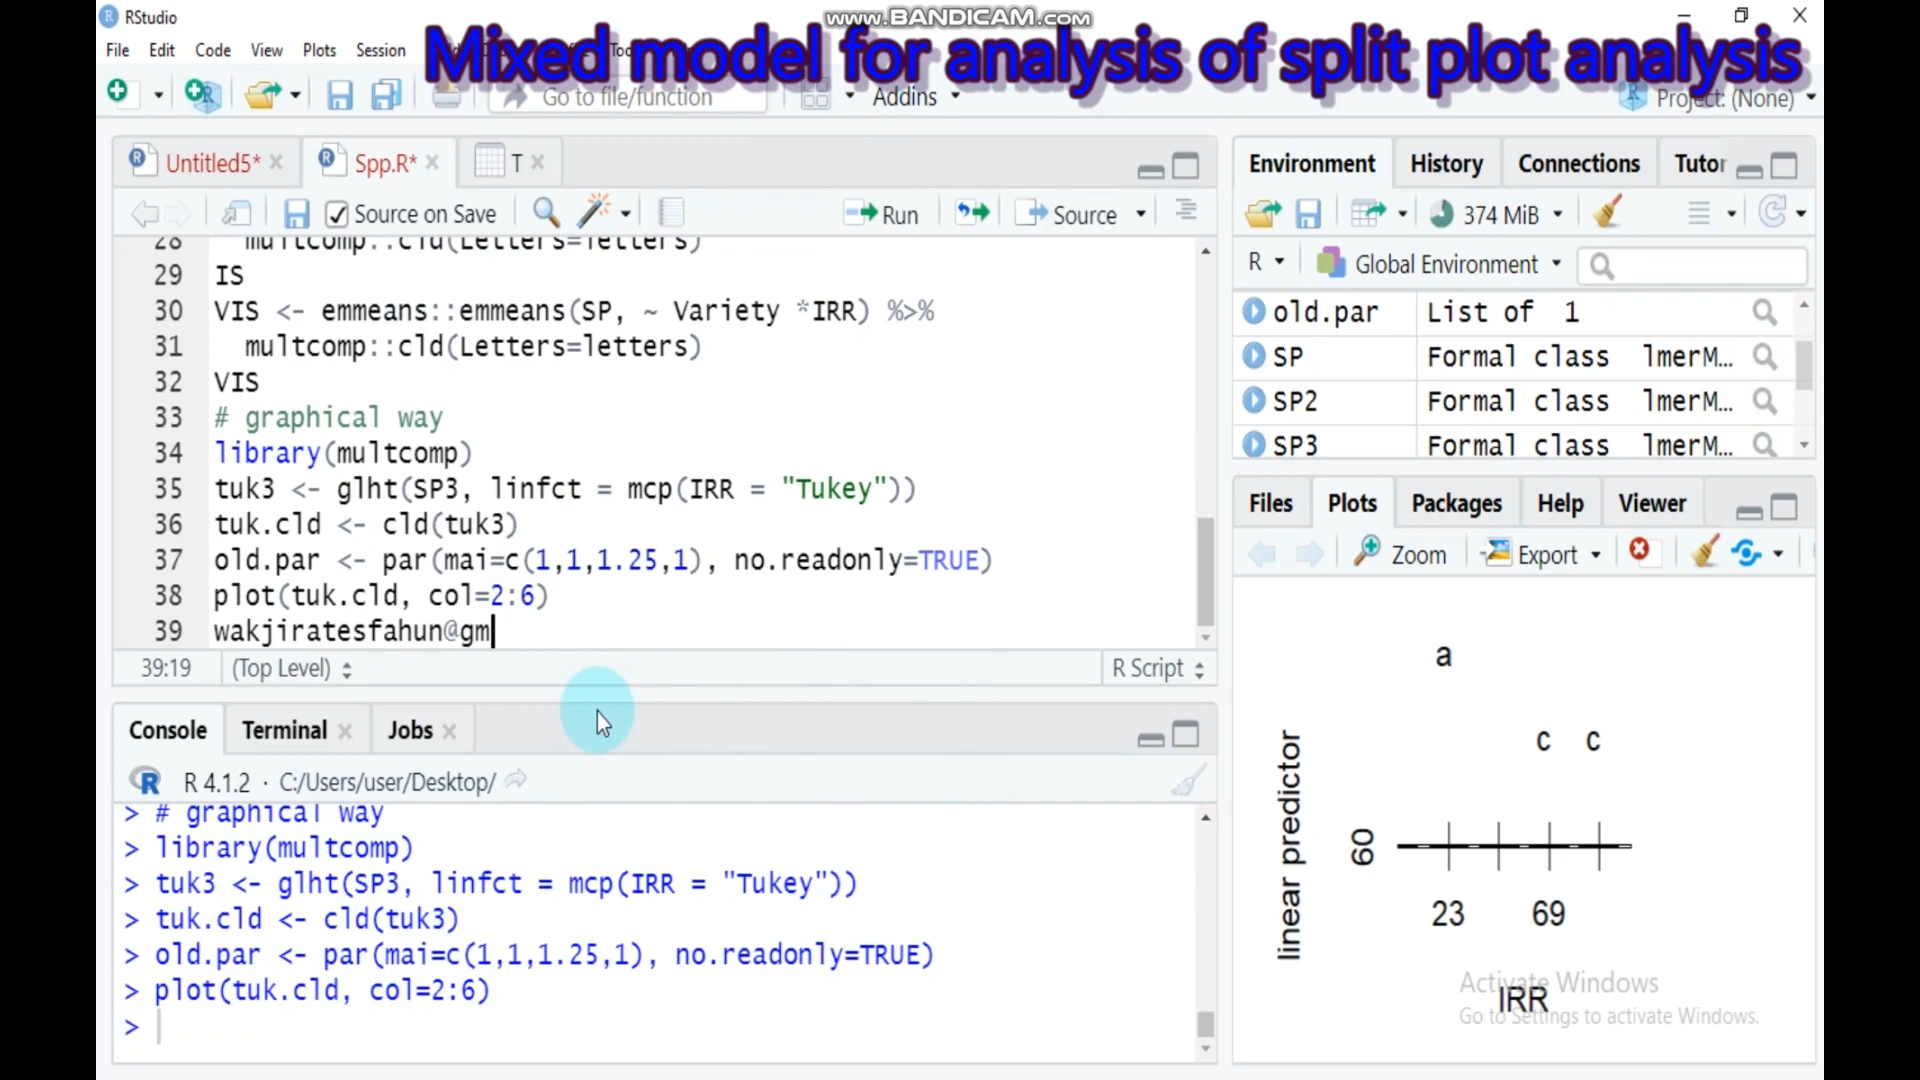 RStudio
www.BANDICAM.com
File Edit Code View Plots Session
Mixed model for analysis of split plot analysis
Go to file/function
Addins
Project: (None)
Untitled5*
Spp.R*
T
Source on Save
Run
Source
28 multcomp::cld(Letters=letters)
29 IS
30 VIS <- emmeans::emmeans(SP, ~ Variety *IRR) %>%
31 multcomp::cld(Letters=letters)
32 VIS
33 # graphical way
34 library(multcomp)
35 tuk3 <- glht(SP3, linfct = mcp(IRR = "Tukey"))
36 tuk.cld <- cld(tuk3)
37 old.par <- par(mai=c(1,1,1.25,1), no.readonly=TRUE)
38 plot(tuk.cld, col=2:6)
39 wakjiratesfahun@gm
39:19 (Top Level) R Script
Console Terminal Jobs
R 4.1.2 · C:/Users/user/Desktop/
> # graphical way
> library(multcomp)
> tuk3 <- glht(SP3, linfct = mcp(IRR = "Tukey"))
> tuk.cld <- cld(tuk3)
> old.par <- par(mai=c(1,1,1.25,1), no.readonly=TRUE)
> plot(tuk.cld, col=2:6)
>
Environment History Connections Tutor
374 MiB
R Global Environment
old.par List of 1
SP Formal class lmerM...
SP2 Formal class lmerM...
SP3 Formal class lmerM...
Files Plots Packages Help Viewer
Zoom Export
a
c c
linear predictor
60
23 69
IRR
Activate Windows
Go to Settings to activate Windows.